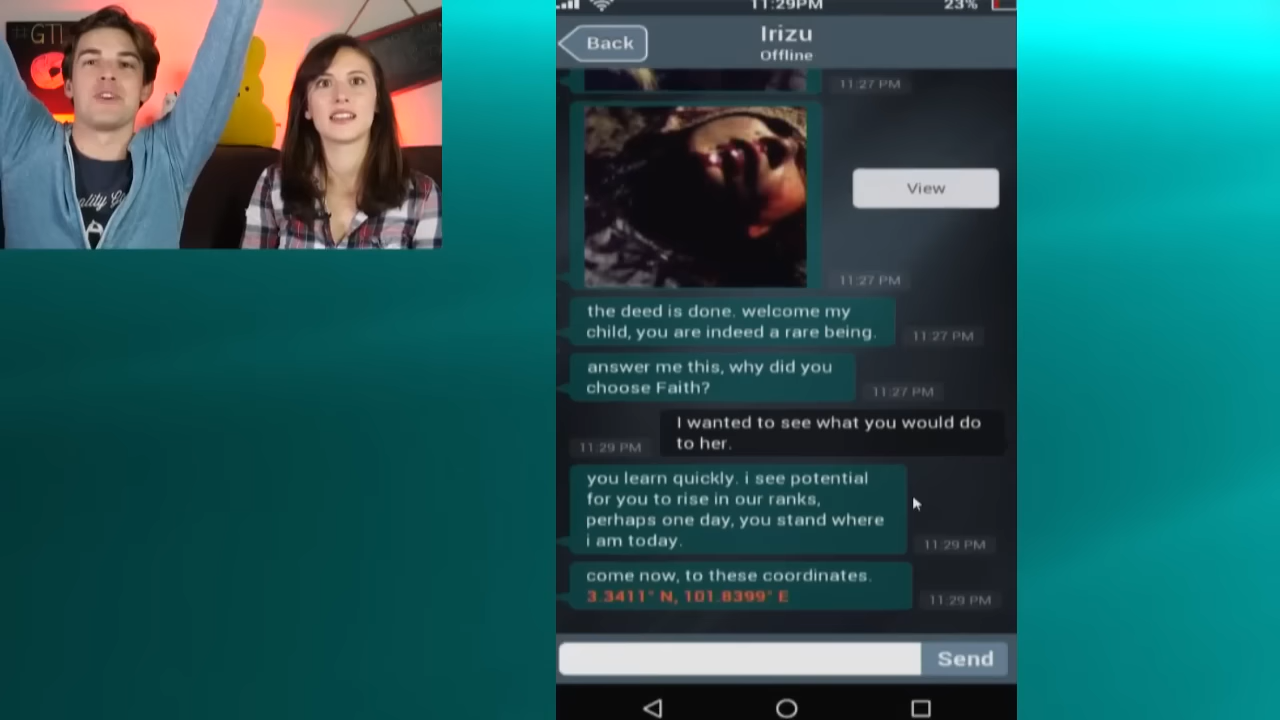 #GTL
11:29PM
23%
Back
Irizu
Offline
11:27 PM
View
11:27 PM
the deed is done. welcome my
child, you are indeed a rare being.
11:27 PM
answer me this, why did you
choose Faith?
11:27 PM
I wanted to see what you would do
to her.
11:29 PM
you learn quickly. i see potential
for you to rise in our ranks,
perhaps one day, you stand where
i am today.
11:29 PM
come now, to these coordinates.
3.3411° N, 101.8399° E
11:29 PM
Send